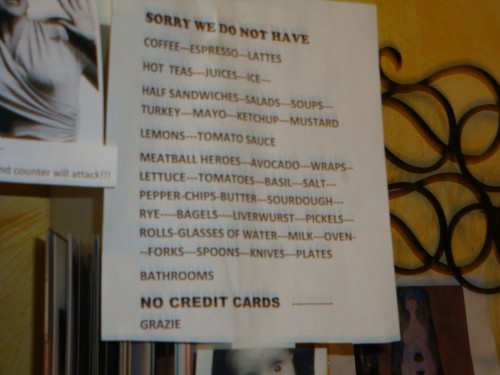 SORRY WE DO NOT HAVE
COFFEE---ESPRESSO---LATTES
HOT TEAS---JUICES---ICE---
HALF SANDWICHES--SALADS---SOUPS---
TURKEY---MAYO---KETCHUP---MUSTARD
LEMONS---TOMATO SAUCE
MEATBALL HEROES---AVOCADO---WRAPS--
LETTUCE---TOMATOES---BASIL---SALT---
PEPPER-CHIPS-BUTTER---SOURDOUGH---
RYE----BAGELS----LIVERWURST---PICKELS---
ROLLS-GLASSES OF WATER---MILK---OVEN-
--FORKS---SPOONS---KNIVES---PLATES
BATHROOMS
NO CREDIT CARDS -----------
GRAZIE
nd counter will attack!!!